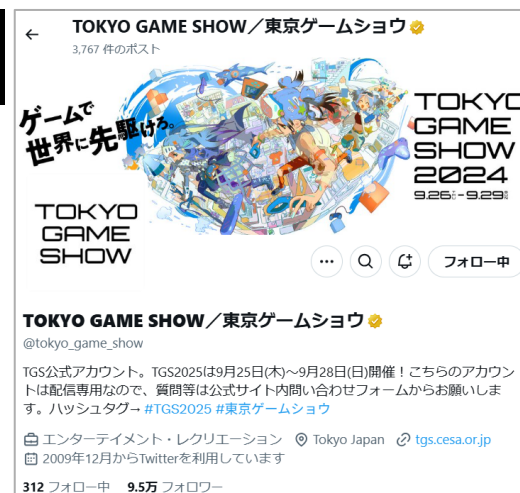 TOKYO GAME SHOW／東京ゲームショウ
3,767 件のポスト
ゲームで
世界に先駆けろ。
TOKYO
GAME
SHOW
2024
9.26-9.29
TOKYO
GAME
SHOW
フォロー中
TOKYO GAME SHOW／東京ゲームショウ
@tokyo_game_show
TGS公式アカウント。TGS2025は9月25日(木)～9月28日(日)開催！こちらのアカウン
トは配信専用なので、質問等は公式サイト内問い合わせフォームからお願いしま
す。ハッシュタグ→ #TGS2025 #東京ゲームショウ
エンターテイメント・レクリエーション Tokyo Japan tgs.cesa.or.jp
2009年12月からTwitterを利用しています
312 フォロー中 9.5万 フォロワー